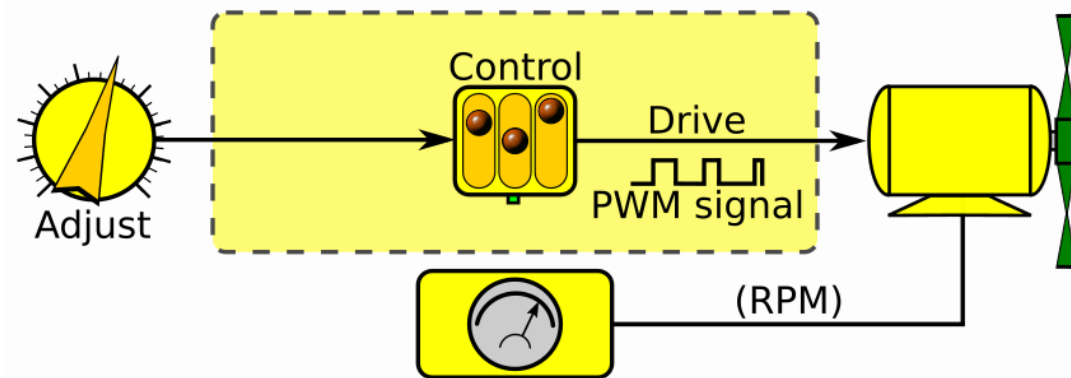 Control
Drive
PWM signal
Adjust
(RPM)